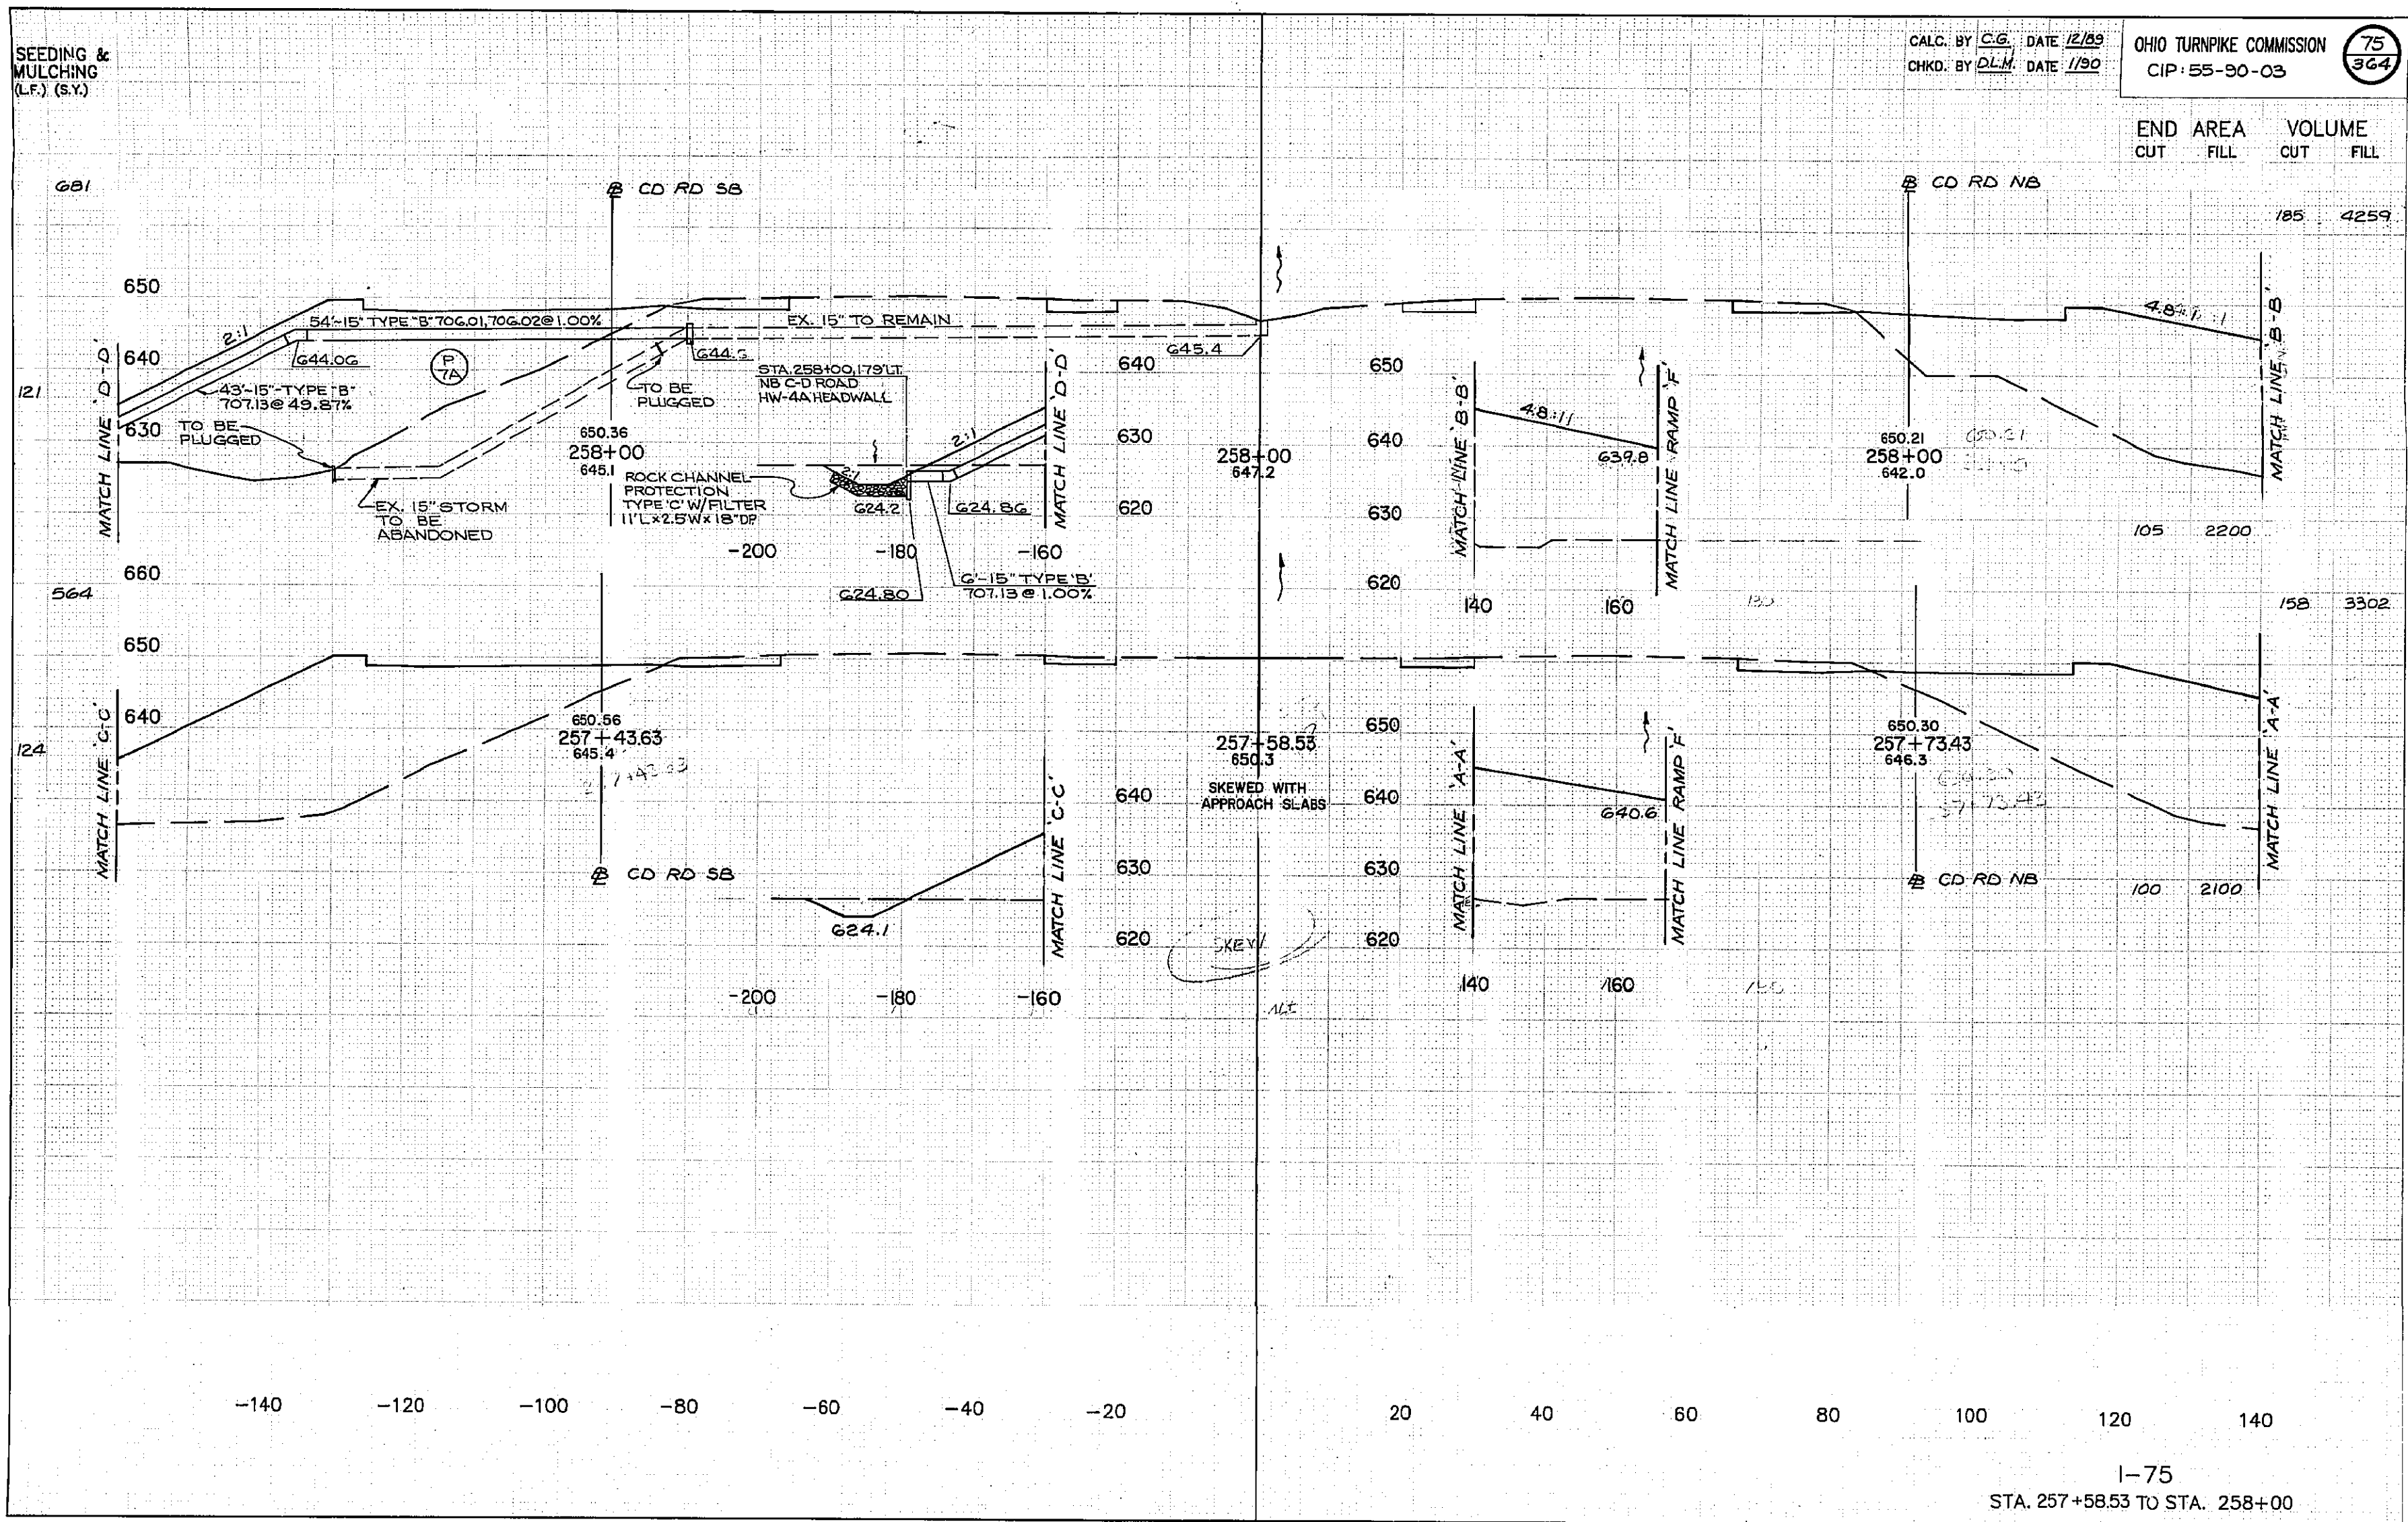 SEEDING &
MULCHING
(L.F.) (S.Y.)
CALC. BY C.G. DATE 12/89
CHKD. BY D.L.M. DATE 1/90
OHIO TURNPIKE COMMISSION
CIP: 55-90-03
75
364
END AREA VOLUME
CUT FILL CUT FILL
681
℄ CD RD SB
℄ CD RD NB
185 4259
650
640
630
MATCH LINE 'D-D'
121
2:1
54'-15" TYPE "B" 706.01, 706.02 @ 1.00%
EX. 15" TO REMAIN
644.06
P
7A
43'-15"-TYPE "B"
707.13 @ 49.87%
TO BE
PLUGGED
EX. 15" STORM
TO BE
ABANDONED
TO BE
PLUGGED
645.4
650.36
258+00
645.1
STA. 258+00, 179' LT.
NB C-D ROAD
HW-4A HEADWALL
ROCK CHANNEL
PROTECTION
TYPE 'C' W/FILTER
11'L x 2.5'W x 18" DP.
2:1
2:1
624.2
624.86
624.80
6'-15" TYPE 'B'
707.13 @ 1.00%
MATCH LINE 'D-D'
-200 -180 -160
640
630
620
258+00
647.2
650
640
630
620
MATCH LINE 'B-B'
4.8:1
639.8
MATCH LINE RAMP 'F'
140 160
650.21
258+00
642.0
650.21
4.8:1
MATCH LINE 'B-B'
105 2200
158 3302
564
660
650
640
MATCH LINE 'C-C'
124
650.56
257+43.63
645.4
℄ CD RD SB
624.1
MATCH LINE 'C-C'
-200 -180 -160
640
630
620
257+58.53
650.3
SKEWED WITH
APPROACH SLABS
650
640
630
620
MATCH LINE 'A-A'
640.6
MATCH LINE RAMP 'F'
140 160
650.30
257+73.43
646.3
℄ CD RD NB
MATCH LINE 'A-A'
100 2100
-140 -120 -100 -80 -60 -40 -20 20 40 60 80 100 120 140
I-75
STA. 257+58.53 TO STA. 258+00